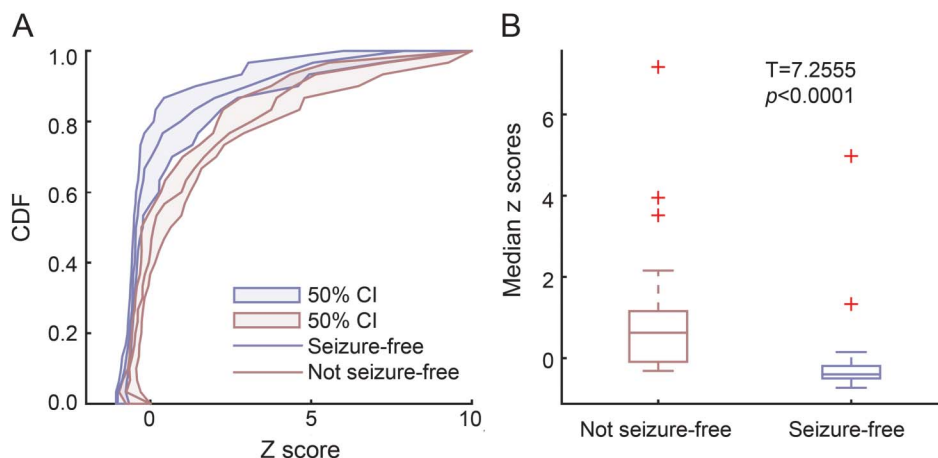 A
CDF
1.0
0.8
0.6
0.4
0.2
0.0
0
5
10
Z score
50% CI
50% CI
Seizure-free
Not seizure-free
B
Median z scores
6
4
2
0
T=7.2555
p<0.0001
Not seizure-free
Seizure-free